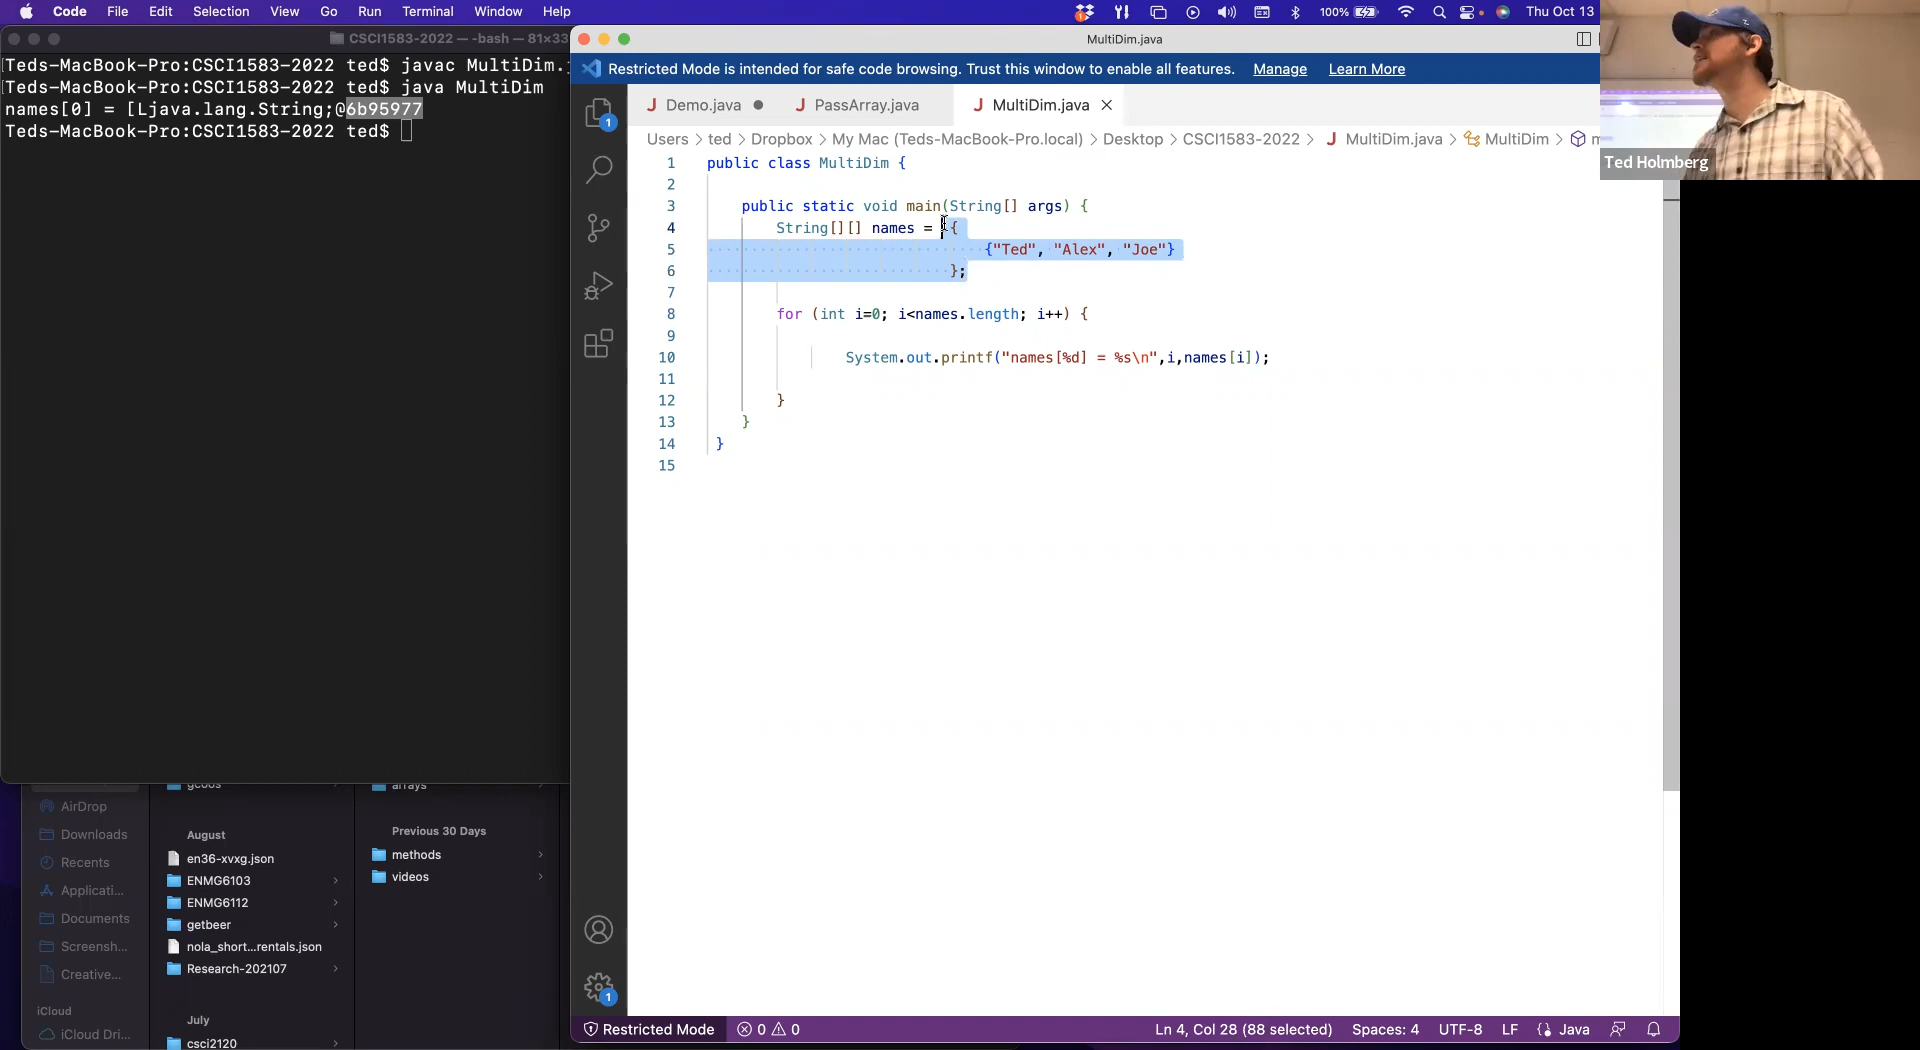 Code File Edit Selection View Go Run Terminal Window Help 100% Thu Oct 13
CSCI1583-2022 — -bash — 81×33
Teds-MacBook-Pro:CSCI1583-2022 ted$ javac MultiDim.j
Teds-MacBook-Pro:CSCI1583-2022 ted$ java MultiDim
names[0] = [Ljava.lang.String;@6b95977
Teds-MacBook-Pro:CSCI1583-2022 ted$
MultiDim.java
Restricted Mode is intended for safe code browsing. Trust this window to enable all features. Manage Learn More
1
Demo.java PassArray.java MultiDim.java
Users > ted > Dropbox > My Mac (Teds-MacBook-Pro.local) > Desktop > CSCI1583-2022 > MultiDim.java > MultiDim >
1 public class MultiDim {
2
3 public static void main(String[] args) {
4 String[][] names = {
5 {"Ted", "Alex", "Joe"}
6 };
7
8 for (int i=0; i<names.length; i++) {
9
10 System.out.printf("names[%d] = %s\n",i,names[i]);
11
12 }
13 }
14 }
15
Ted Holmberg
AirDrop
Downloads
Recents
Applicati...
Documents
Screensh...
Creative...
iCloud
iCloud Dri...
gcoos
August
en36-xvxg.json
ENMG6103
ENMG6112
getbeer
nola_short...rentals.json
Research-202107
July
csci2120
arrays
Previous 30 Days
methods
videos
1
Restricted Mode 0 0 Ln 4, Col 28 (88 selected) Spaces: 4 UTF-8 LF Java